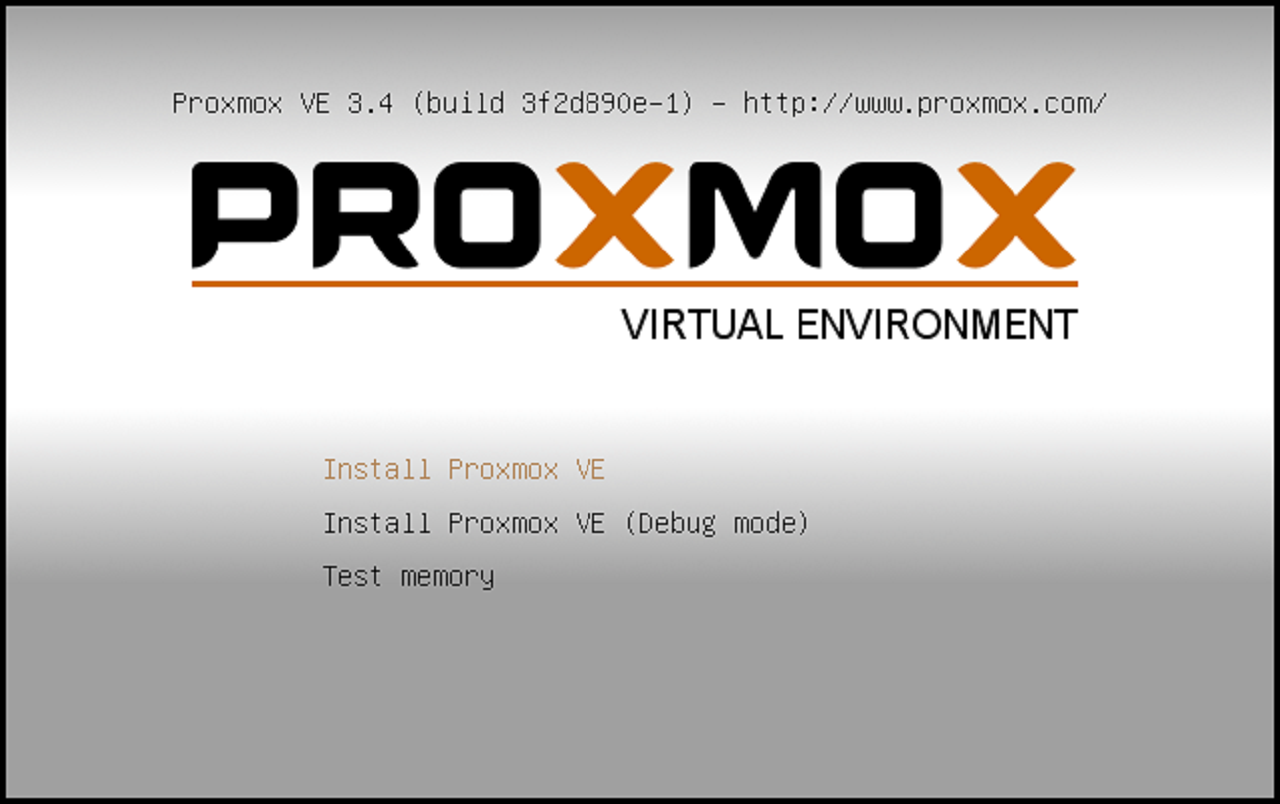 Proxmox VE 3.4 (build 3f2d890e-1) - http://www.proxmox.com/
PROXMOX
VIRTUAL ENVIRONMENT
Install Proxmox VE
Install Proxmox VE (Debug mode)
Test memory